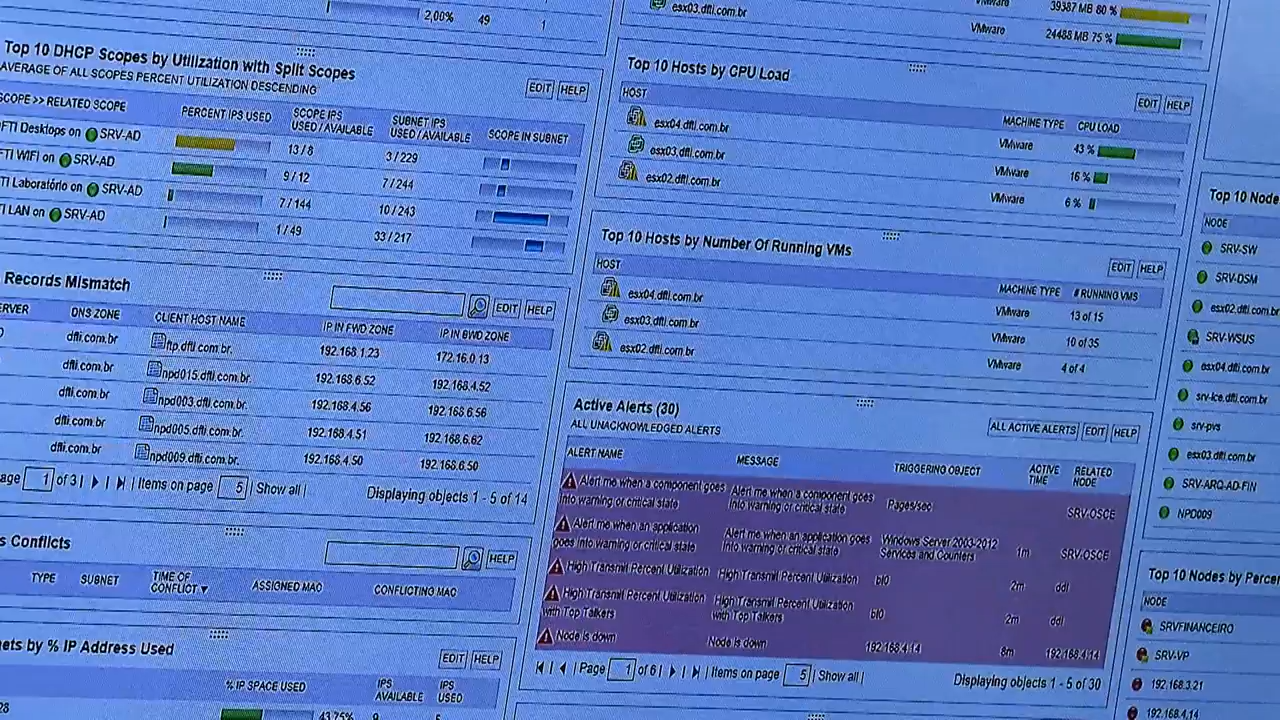 2,00% 49 1
Top 10 DHCP Scopes by Utilization with Split Scopes
AVERAGE OF ALL SCOPES PERCENT UTILIZATION DESCENDING
EDIT HELP
SCOPE >> RELATED SCOPE PERCENT IPS USED SCOPE IPS USED / AVAILABLE SUBNET IPS USED / AVAILABLE SCOPE IN SUBNET
FTI Desktops on SRV-AD 13 / 8 3 / 229
FTI WIFI on SRV-AD 9 / 12 7 / 244
TI Laboratório on SRV-AD 7 / 144 10 / 243
TI LAN on SRV-AD 1 / 49 33 / 217
Records Mismatch
EDIT HELP
ERVER DNS ZONE CLIENT HOST NAME IP IN FWD ZONE IP IN BWD ZONE
dfti.com.br ftp.dfti.com.br. 192.168.1.23 172.16.0.13
dfti.com.br npd015.dfti.com.br. 192.168.6.52 192.168.4.52
dfti.com.br npd003.dfti.com.br. 192.168.4.56 192.168.6.56
dfti.com.br npd005.dfti.com.br. 192.168.4.51 192.168.6.62
dfti.com.br npd009.dfti.com.br. 192.168.4.50 192.168.6.50
age 1 of 3 | Items on page 5 | Show all | Displaying objects 1 - 5 of 14
s Conflicts
HELP
TYPE SUBNET TIME OF CONFLICT ▼ ASSIGNED MAC CONFLICTING MAC
nets by % IP Address Used
EDIT HELP
% IP SPACE USED IPS AVAILABLE IPS USED
28 43,75% 9 5
VMware 39387 MB 80 %
esx03.dfti.com.br VMware 24488 MB 75 %
Top 10 Hosts by CPU Load
EDIT HELP
HOST MACHINE TYPE CPU LOAD
esx04.dfti.com.br VMware 43 %
esx03.dfti.com.br VMware 16 %
esx02.dfti.com.br VMware 6 %
Top 10 Hosts by Number Of Running VMs
EDIT HELP
HOST MACHINE TYPE # RUNNING VMS
esx04.dfti.com.br VMware 13 of 15
esx03.dfti.com.br VMware 10 of 35
esx02.dfti.com.br VMware 4 of 4
Active Alerts (30)
ALL UNACKNOWLEDGED ALERTS
ALL ACTIVE ALERTS EDIT HELP
ALERT NAME MESSAGE TRIGGERING OBJECT ACTIVE TIME RELATED NODE
Alert me when a component goes into warning or critical state Alert me when a component goes into warning or critical state Pages/sec SRV-OSCE
Alert me when an application goes into warning or critical state Alert me when an application goes into warning or critical state Windows Server 2003-2012 Services and Counters 1m SRV-OSCE
High Transmit Percent Utilization High Transmit Percent Utilization 2m
High Transmit Percent Utilization with Top Talkers High Transmit Percent Utilization with Top Talkers 2m
Node is down Node is down 192.168.4.14 6m 192.168.4.14
Page 1 of 6 | Items on page 5 | Show all | Displaying objects 1 - 5 of 30
Top 10 Node
NODE
SRV-SW
SRV-DSM
esx02.dfti.com.br
SRV-WSUS
esx04.dfti.com.br
srv-lce.dfti.com.br
srv-pvs
esx03.dfti.com.br
SRV-ARQ-AD-FIN
NPD009
Top 10 Nodes by Percen
NODE
SRVFINANCEIRO
SRV-VP
192.168.3.21
192.168.4.14